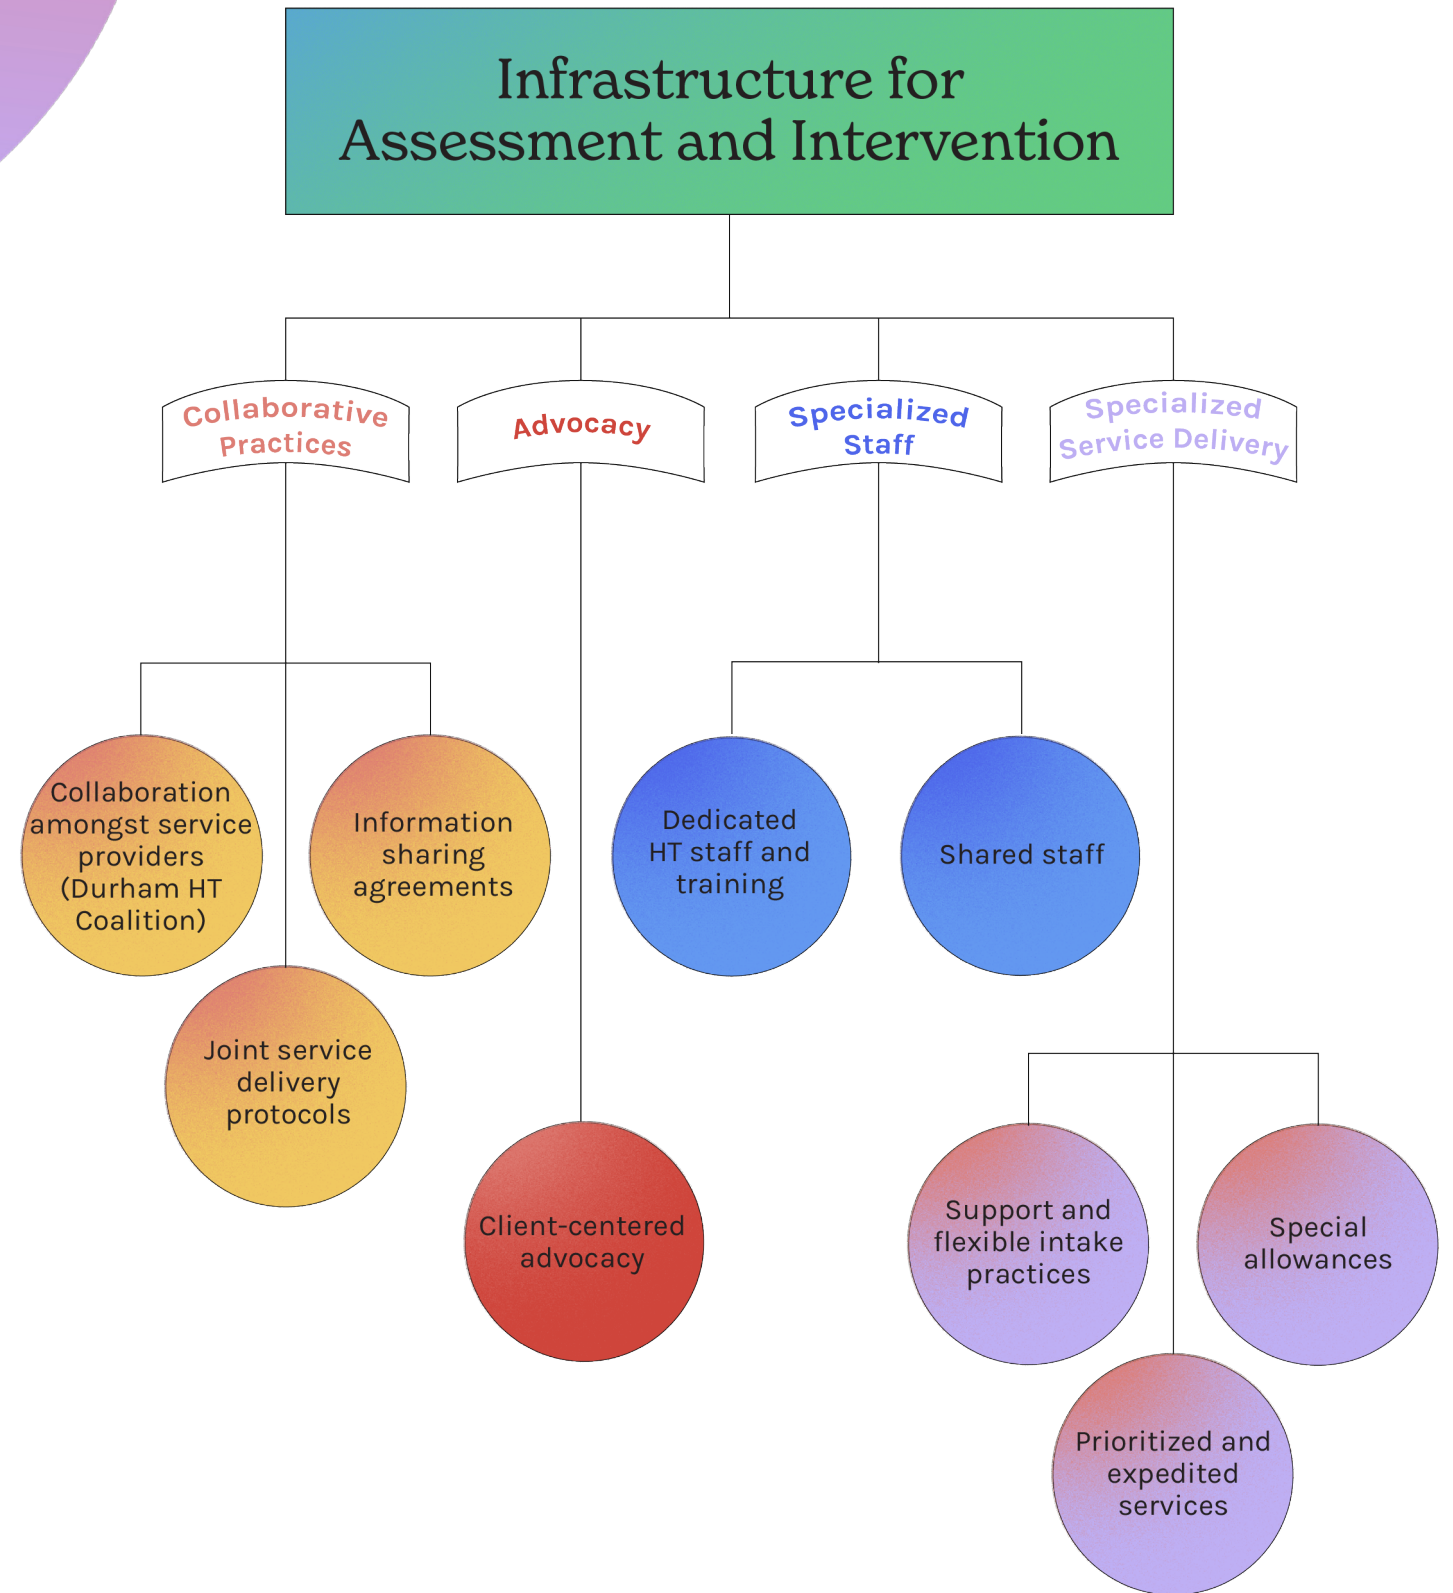 Infrastructure for
Assessment and Intervention
Collaborative
Practices
Advocacy
Specialized
Staff
Specialized
Service Delivery
Collaboration
amongst service
providers
(Durham HT
Coalition)
Information
sharing
agreements
Joint service
delivery
protocols
Client-centered
advocacy
Dedicated
HT staff and
training
Shared staff
Support and
flexible intake
practices
Special
allowances
Prioritized and
expedited
services